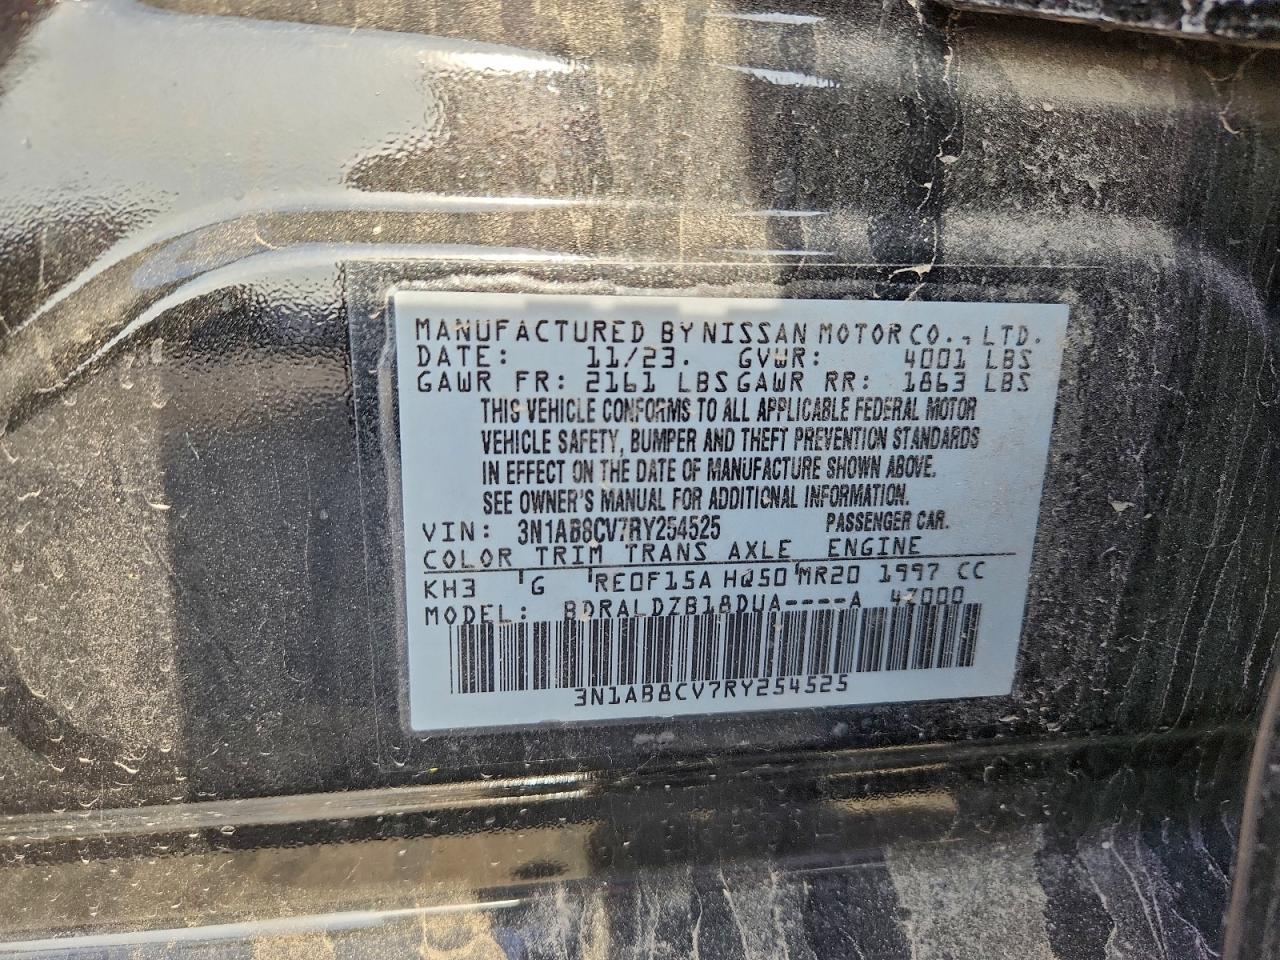 MANUFACTURED BY NISSAN MOTOR CO., LTD.
DATE: 11/23. GVWR: 4001 LBS
GAWR FR: 2161 LBS GAWR RR: 1863 LBS
THIS VEHICLE CONFORMS TO ALL APPLICABLE FEDERAL MOTOR
VEHICLE SAFETY, BUMPER AND THEFT PREVENTION STANDARDS
IN EFFECT ON THE DATE OF MANUFACTURE SHOWN ABOVE.
SEE OWNER'S MANUAL FOR ADDITIONAL INFORMATION.
VIN: 3N1AB8CV7RY254525 PASSENGER CAR.
COLOR TRIM TRANS AXLE ENGINE
KH3 'G 'RE0F15A HQ50'MR20 1997 CC
MODEL: BDRALDZB18DUA----A 4Z000
3N1AB8CV7RY254525